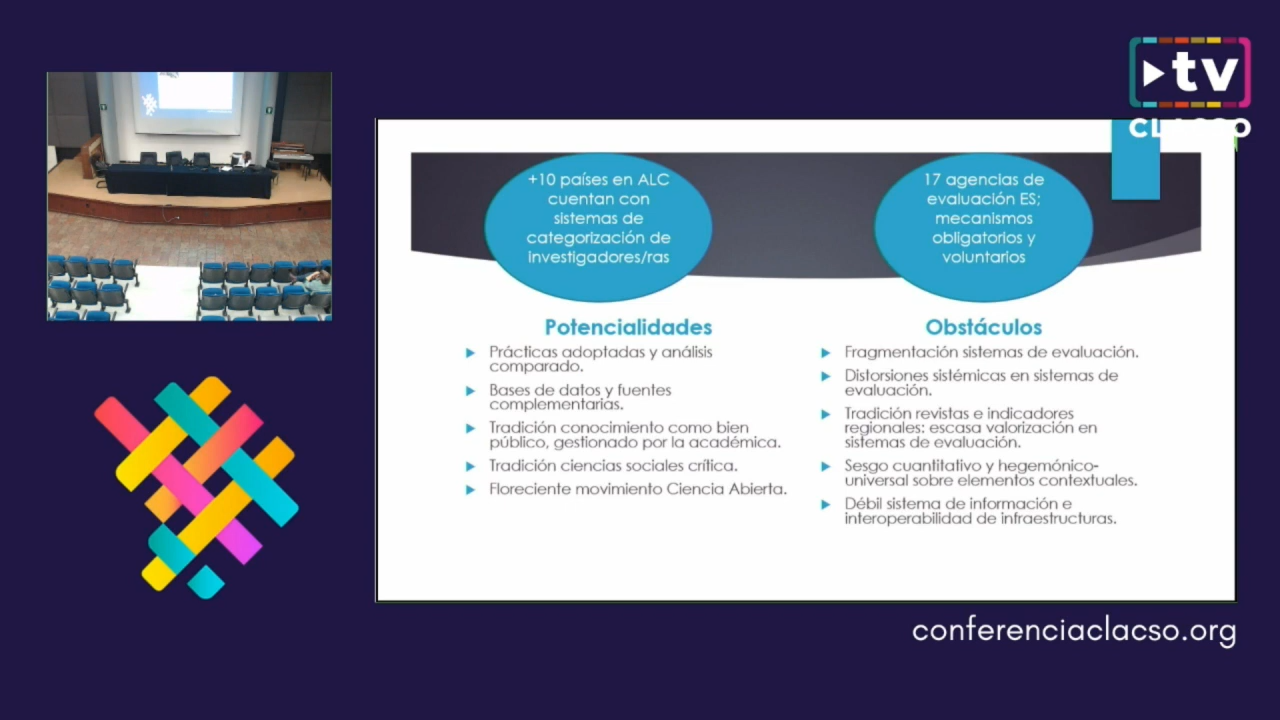 tv
CLACSO
+10 países en ALC
cuentan con
sistemas de
categorización de
investigadores/ras
17 agencias de
evaluación ES;
mecanismos
obligatorios y
voluntarios
Potencialidades
Prácticas adoptadas y análisis
comparado.
Bases de datos y fuentes
complementarias.
Tradición conocimiento como bien
público, gestionado por la académica.
Tradición ciencias sociales crítica.
Floreciente movimiento Ciencia Abierta.
Obstáculos
Fragmentación sistemas de evaluación.
Distorsiones sistémicas en sistemas de
evaluación.
Tradición revistas e indicadores
regionales: escasa valorización en
sistemas de evaluación.
Sesgo cuantitativo y hegemónico-
universal sobre elementos contextuales.
Débil sistema de información e
interoperabilidad de infraestructuras.
conferenciaclacso.org